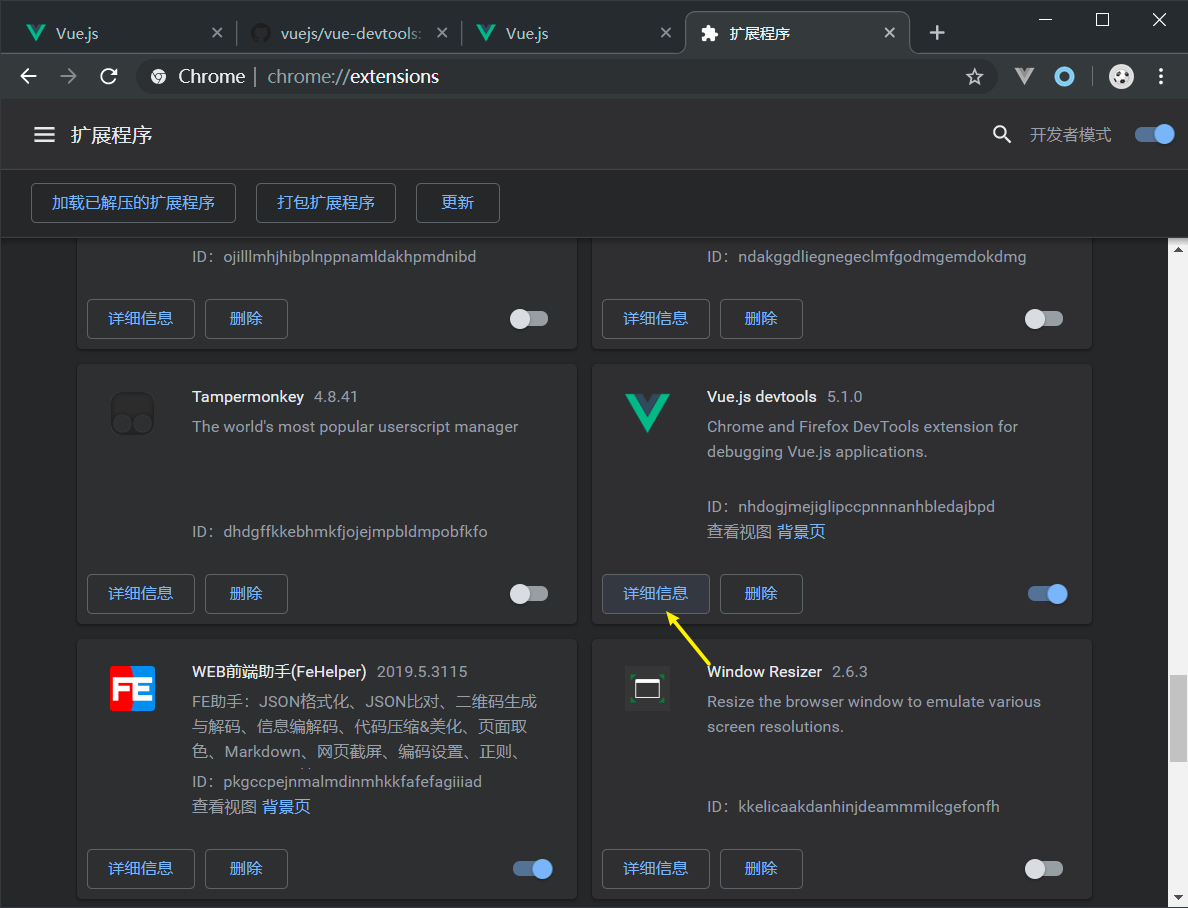 Vue.js
vuejs/vue-devtools:
Vue.js
扩展程序
Chrome | chrome://extensions
扩展程序
开发者模式
加载已解压的扩展程序
打包扩展程序
更新
ID：ojilllmhjhibplnppnamldakhpmdnibd
详细信息
删除
ID：ndakggdliegnegeclmfgodmgemdokdmg
详细信息
删除
Tampermonkey 4.8.41
The world's most popular userscript manager
ID：dhdgffkkebhmkfjojejmpbldmpobfkfo
详细信息
删除
Vue.js devtools 5.1.0
Chrome and Firefox DevTools extension for
debugging Vue.js applications.
ID：nhdogjmejiglipccpnnnanhbledajbpd
查看视图 背景页
详细信息
删除
FE
WEB前端助手(FeHelper) 2019.5.3115
FE助手：JSON格式化、JSON比对、二维码生成
与解码、信息编解码、代码压缩&美化、页面取
色、Markdown、网页截屏、编码设置、正则、
ID：pkgccpejnmalmdinmhkkfafefagiiiad
查看视图 背景页
详细信息
删除
Window Resizer 2.6.3
Resize the browser window to emulate various
screen resolutions.
ID：kkelicaakdanhinjdeammmilcgefonfh
详细信息
删除